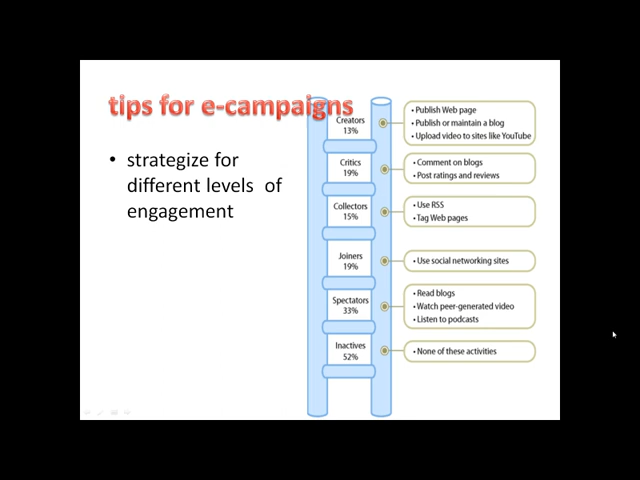 tips for e-campaigns
• strategize for
different levels of
engagement
Creators
13%
• Publish Web page
• Publish or maintain a blog
• Upload video to sites like YouTube
Critics
19%
• Comment on blogs
• Post ratings and reviews
Collectors
15%
• Use RSS
• Tag Web pages
Joiners
19%
• Use social networking sites
Spectators
33%
• Read blogs
• Watch peer-generated video
• Listen to podcasts
Inactives
52%
• None of these activities